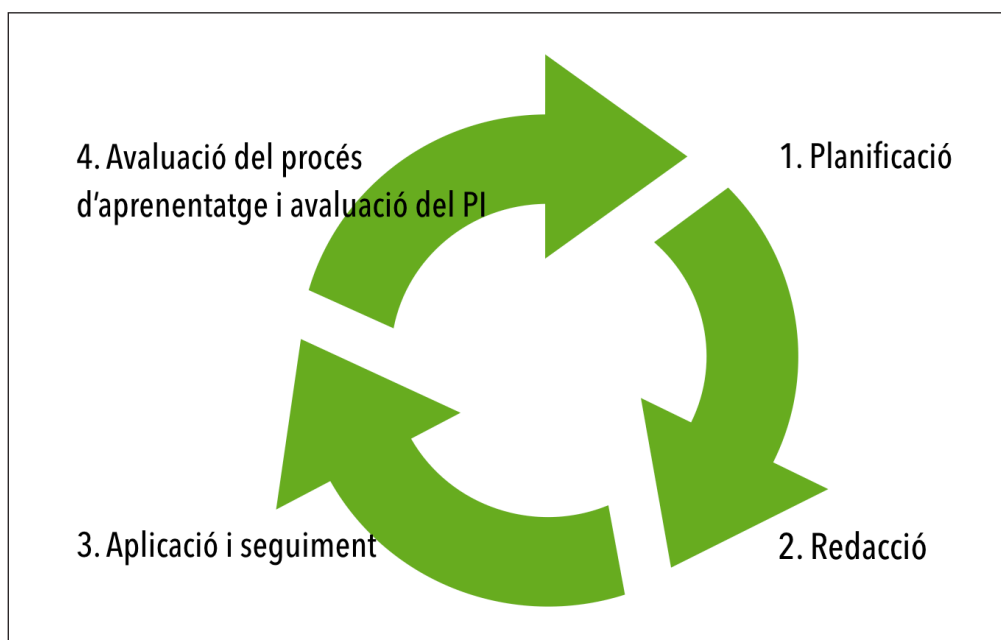 4. Avaluació del procés
d'aprenentatge i avaluació del PI
1. Planificació
3. Aplicació i seguiment
2. Redacció